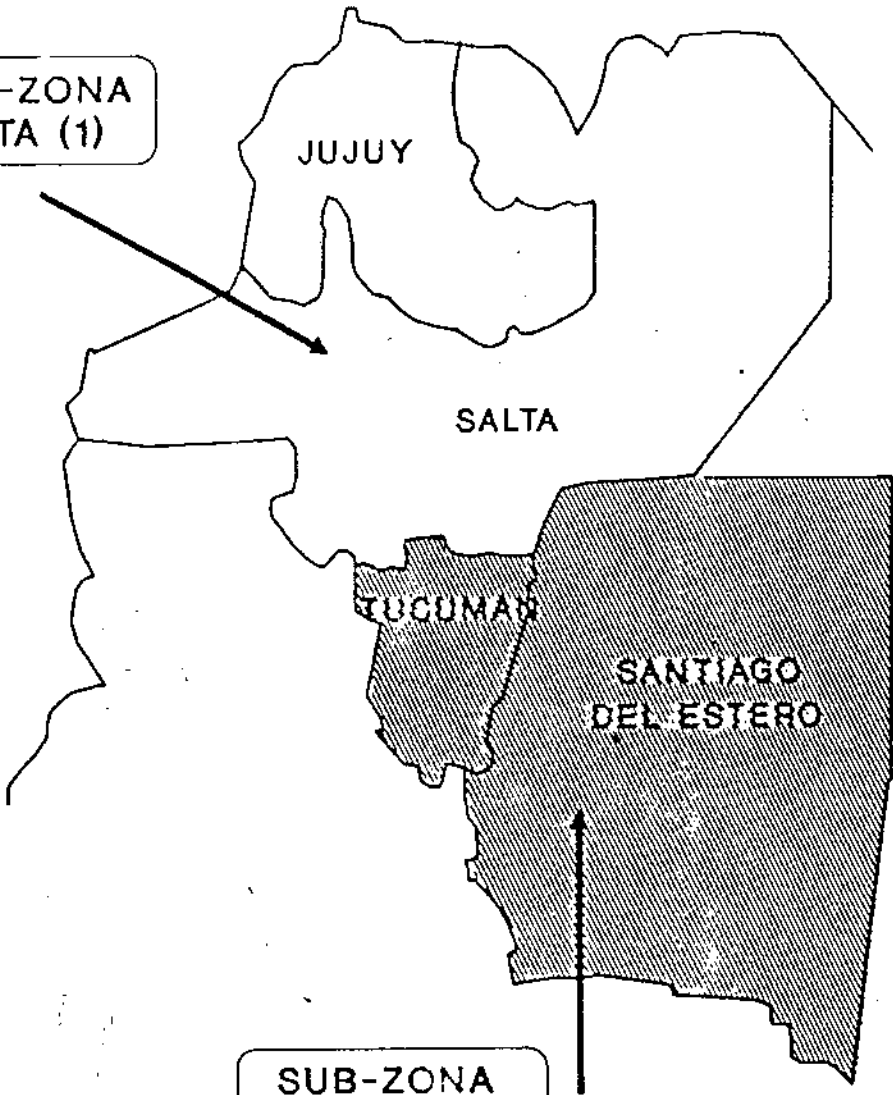 -ZONA
TA (1)
JUJUY
SALTA
TUCUMAN
SANTIAGO
DEL ESTERO
SUB-ZONA